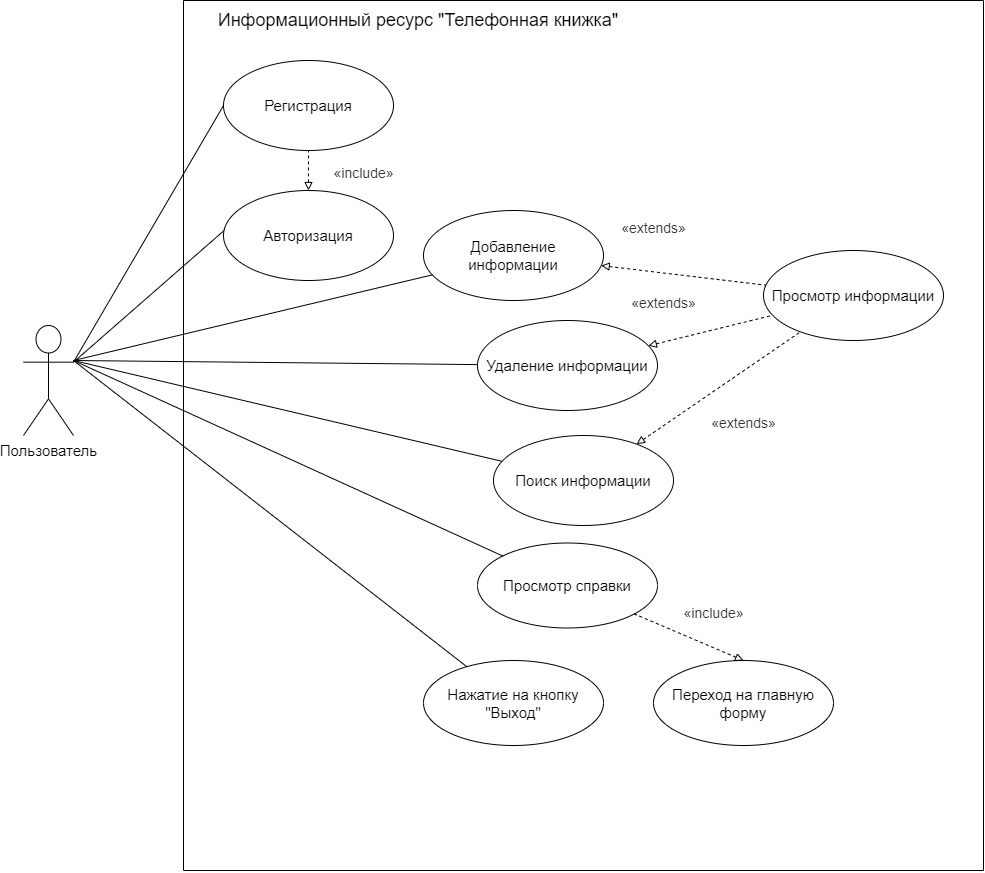 Информационный ресурс "Телефонная книжка"
Регистрация
«include»
Авторизация
Добавление
информации
«extends»
Просмотр информации
«extends»
Удаление информации
«extends»
Пользователь
Поиск информации
Просмотр справки
«include»
Нажатие на кнопку
"Выход"
Переход на главную
форму